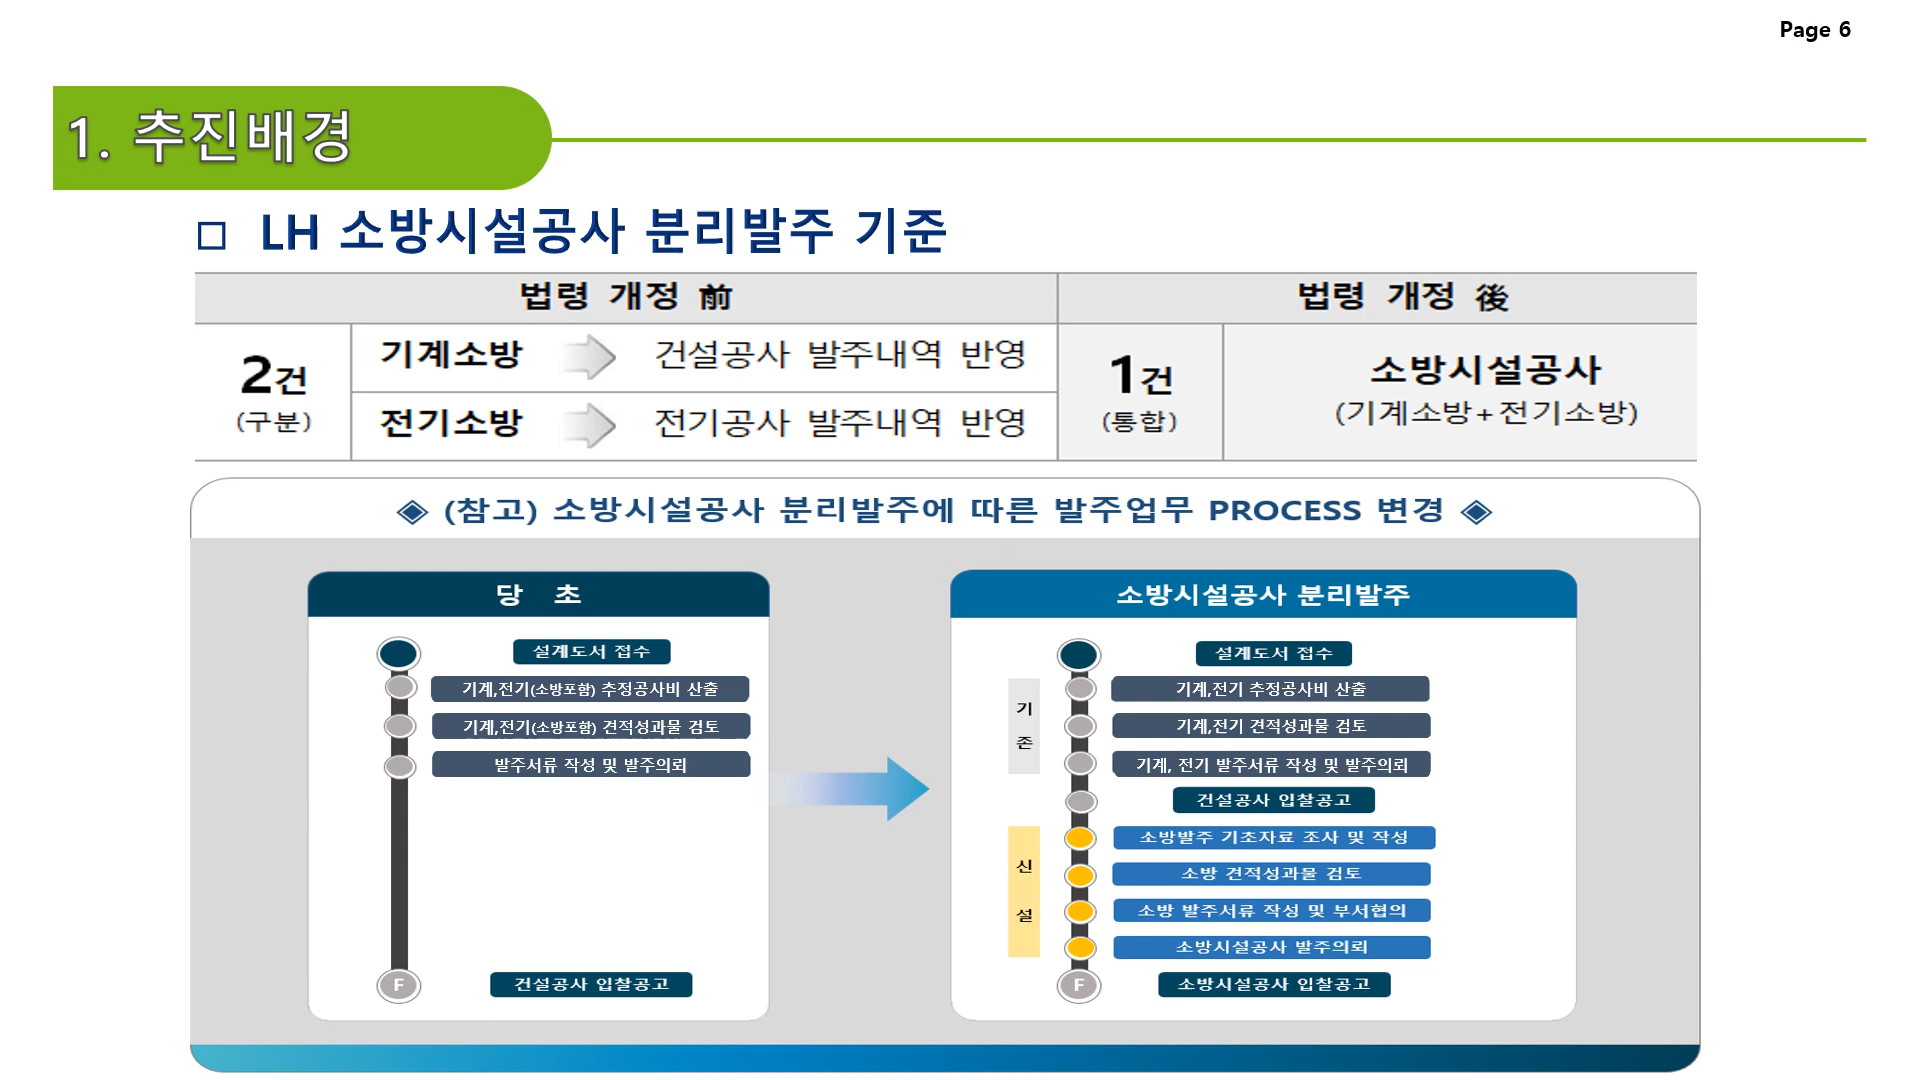 Page 6
1. 추진배경
□ LH 소방시설공사 분리발주 기준
법령 개정 前
법령 개정 後
2건
(구분)
기계소방
건설공사 발주내역 반영
전기소방
전기공사 발주내역 반영
1건
(통합)
소방시설공사
(기계소방+전기소방)
◈ (참고) 소방시설공사 분리발주에 따른 발주업무 PROCESS 변경 ◈
당 초
설계도서 접수
기계,전기(소방포함) 추정공사비 산출
기계,전기(소방포함) 견적성과물 검토
발주서류 작성 및 발주의뢰
F
건설공사 입찰공고
소방시설공사 분리발주
설계도서 접수
기존
기계,전기 추정공사비 산출
기계,전기 견적성과물 검토
기계, 전기 발주서류 작성 및 발주의뢰
건설공사 입찰공고
신설
소방발주 기초자료 조사 및 작성
소방 견적성과물 검토
소방 발주서류 작성 및 부서협의
소방시설공사 발주의뢰
F
소방시설공사 입찰공고